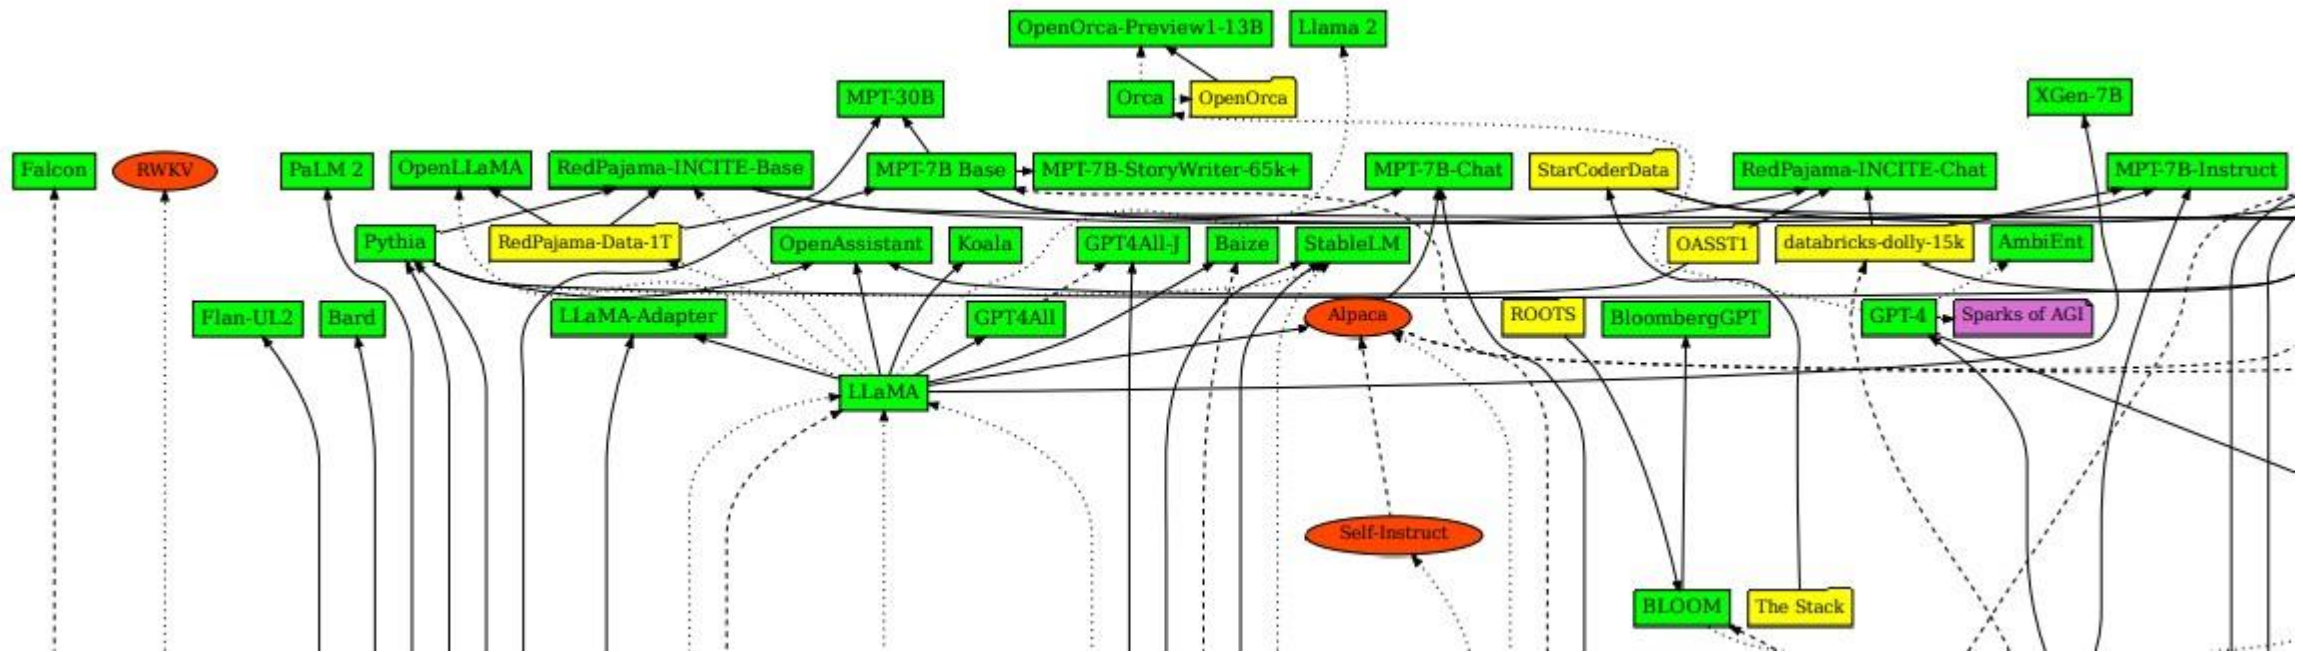 OpenOrca-Preview1-13B
Llama 2
MPT-30B
Orca
OpenOrca
XGen-7B
Falcon
RWKV
PaLM 2
OpenLLaMA
RedPajama-INCITE-Base
MPT-7B Base
MPT-7B-StoryWriter-65k+
MPT-7B-Chat
StarCoderData
RedPajama-INCITE-Chat
MPT-7B-Instruct
Pythia
RedPajama-Data-1T
OpenAssistant
Koala
GPT4All-J
Baize
StableLM
OASST1
databricks-dolly-15k
AmbiEnt
Flan-UL2
Bard
LLaMA-Adapter
GPT4All
Alpaca
ROOTS
BloombergGPT
GPT-4
Sparks of AGI
LLaMA
Self-Instruct
BLOOM
The Stack